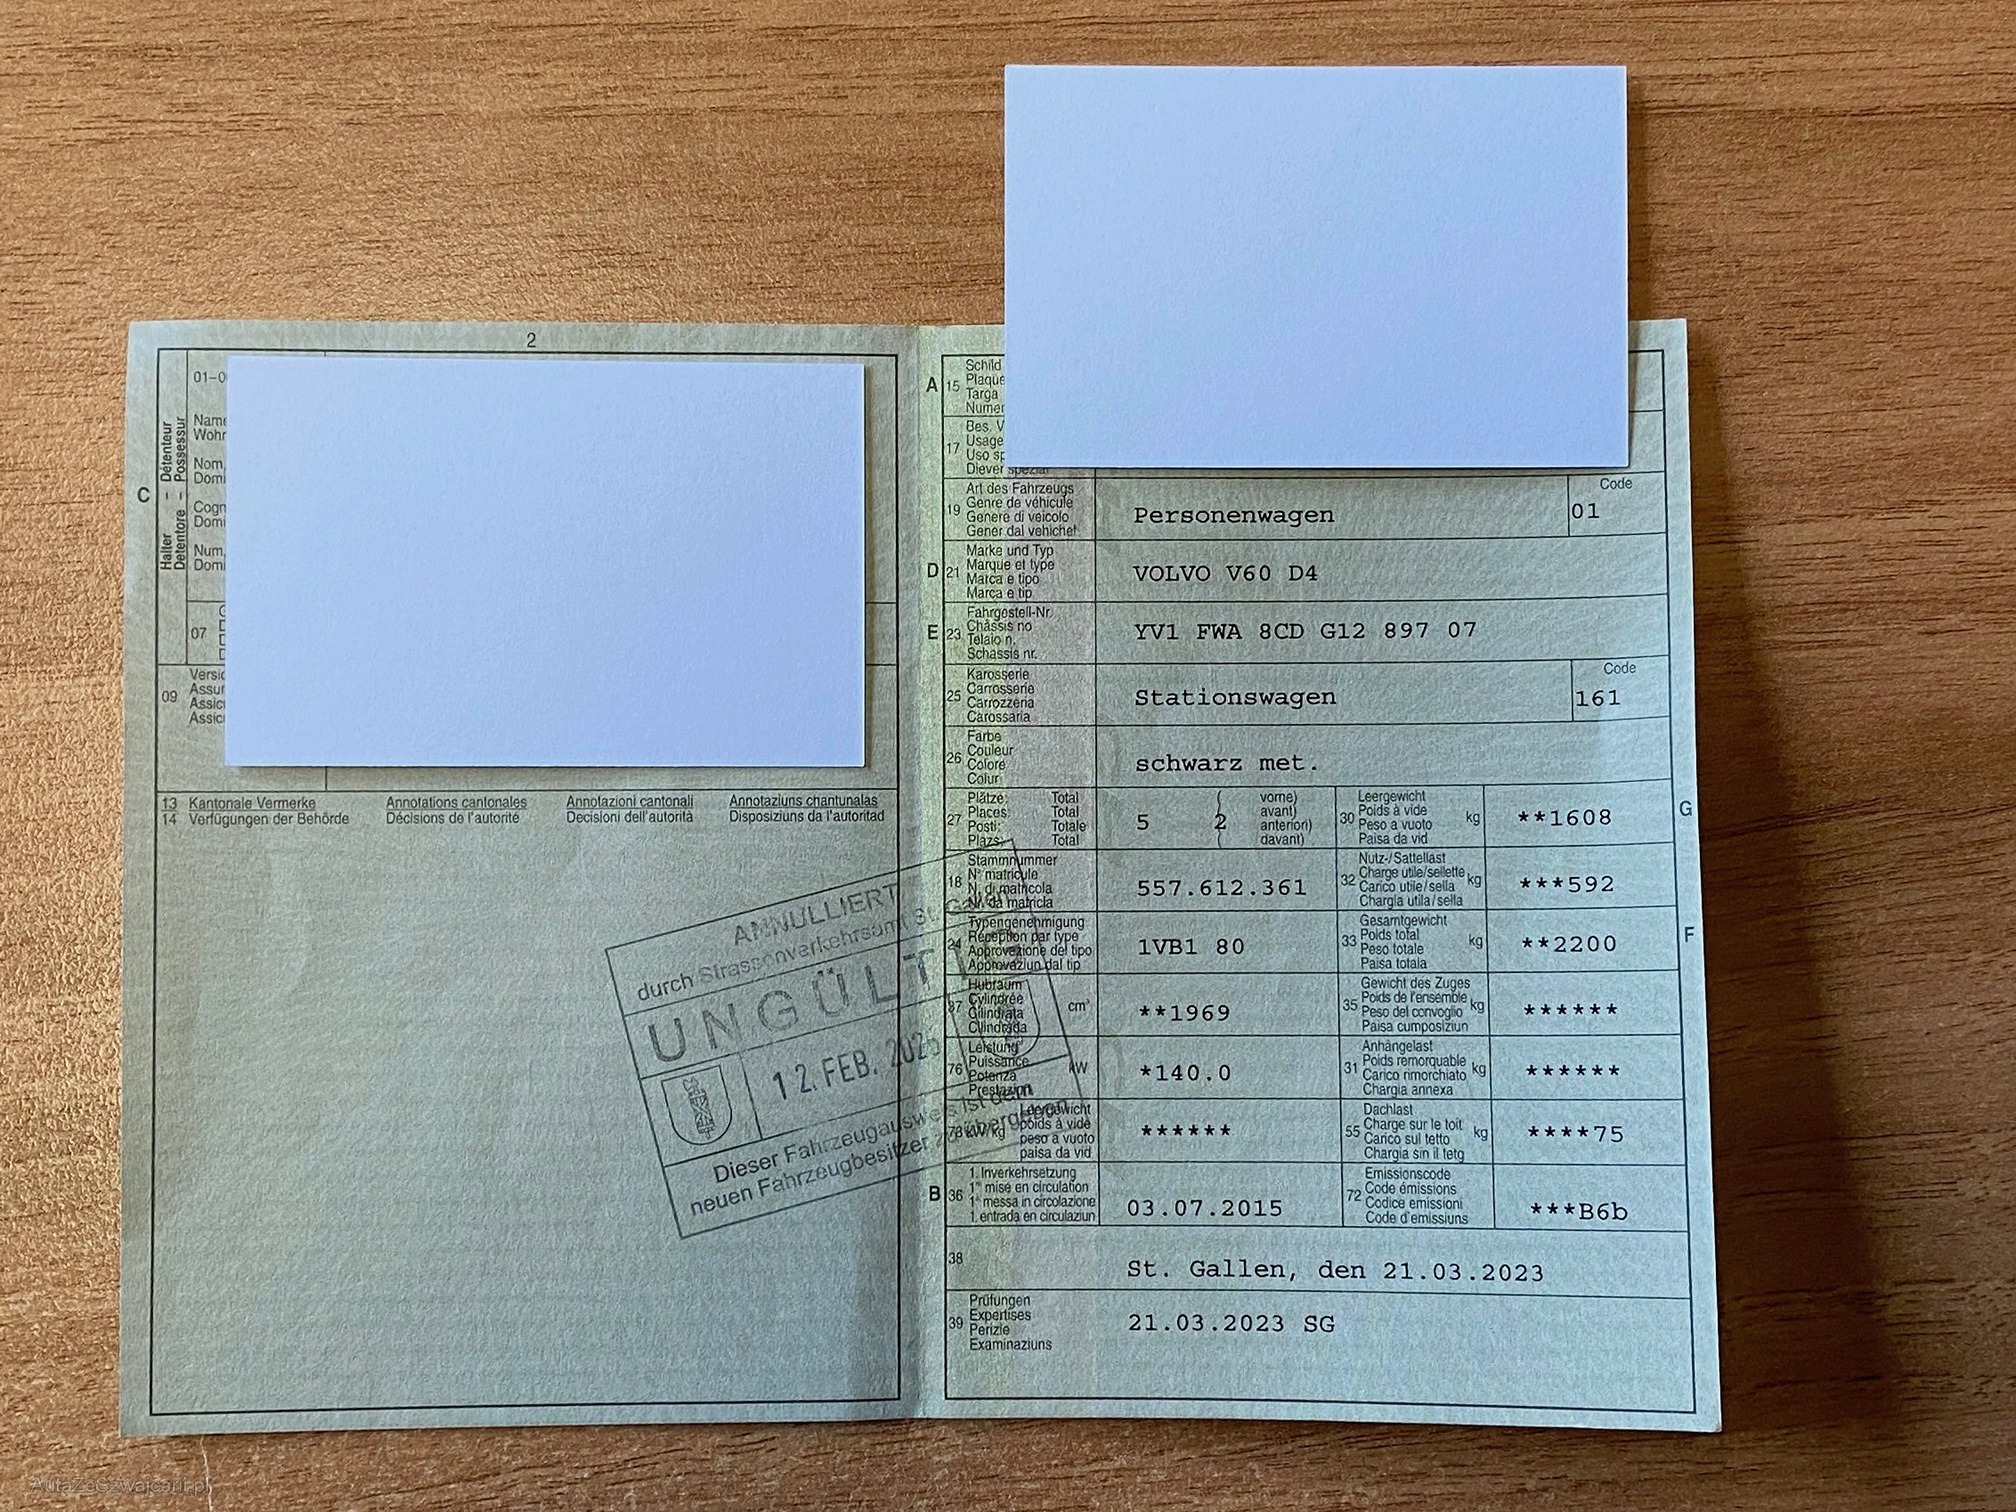 2
01-0
Halter - Détenteur
Detentore - Possessur
C
Name
Wohn
Nom,
Domi
Cogn
Domi
Num,
Domi
07
09
Versic
Assur
Assic
Assic
13 Kantonale Vermerke Annotations cantonales Annotazioni cantonali Annotaziuns chantunalas
14 Verfügungen der Behörde Décisions de l'autorité Decisioni dell'autorità Disposiziuns da l'autoritad
ANNULLIERT
durch Strassenverkehrsamt St. Gallen
UNGÜLTIG
12. FEB. 2025
Dieser Fahrzeugausweis ist dem
neuen Fahrzeugbesitzer zu übergeben
A 15
Schild
Plaque
Targa
Numer
17
Bes. V
Usage
Uso sp
Diever spezial
19
Art des Fahrzeugs
Genre de véhicule
Genere di veicolo
Gener dal vehichel
Personenwagen
Code
01
D 21
Marke und Typ
Marque et type
Marca e tipo
Marca e tip
VOLVO V60 D4
E 23
Fahrgestell-Nr.
Châssis no
Telaio n.
Schassis nr.
YV1 FWA 8CD G12 897 07
25
Karosserie
Carrosserie
Carrozzeria
Carossaria
Stationswagen
Code
161
26
Farbe
Couleur
Colore
Colur
schwarz met.
27
Plätze: Total
Places: Total
Posti: Totale
Plazs: Total
5 2
( vorne)
( avant)
( anteriori)
( davant)
30
Leergewicht
Poids à vide
Peso a vuoto
Paisa da vid
kg
**1608
G
18
Stammnummer
N° matricule
N. di matricola
Nr. da matricla
557.612.361
32
Nutz-/Sattellast
Charge utile/sellette
Carico utile/sella
Chargia utila/sella
kg
***592
24
Typengenehmigung
Réception par type
Approvazione del tipo
Approvaziun dal tip
1VB1 80
33
Gesamtgewicht
Poids total
Peso totale
Paisa totala
kg
**2200
F
37
Hubraum
Cylindrée
Cilindrata
Cilindrada
cm³
**1969
35
Gewicht des Zuges
Poids de l'ensemble
Peso del convoglio
Paisa cumposiziun
kg
******
76
Leistung
Puissance
Potenza
Prestaziun
kW
*140.0
31
Anhängelast
Poids remorquable
Carico rimorchiato
Chargia annexa
kg
******
78 kW/kg
Leergewicht
poids à vide
peso a vuoto
paisa da vid
******
55
Dachlast
Charge sur le toit
Carico sul tetto
Chargia sin il tetg
kg
****75
B 36
1. Inverkehrsetzung
1re mise en circulation
1a messa in circolazione
1. entrada en circulaziun
03.07.2015
72
Emissionscode
Code émissions
Codice emissioni
Code d'emissiuns
***B6b
38
St. Gallen, den 21.03.2023
39
Prüfungen
Expertises
Perizie
Examinaziuns
21.03.2023 SG
AutaZeSzwajcarii.pl